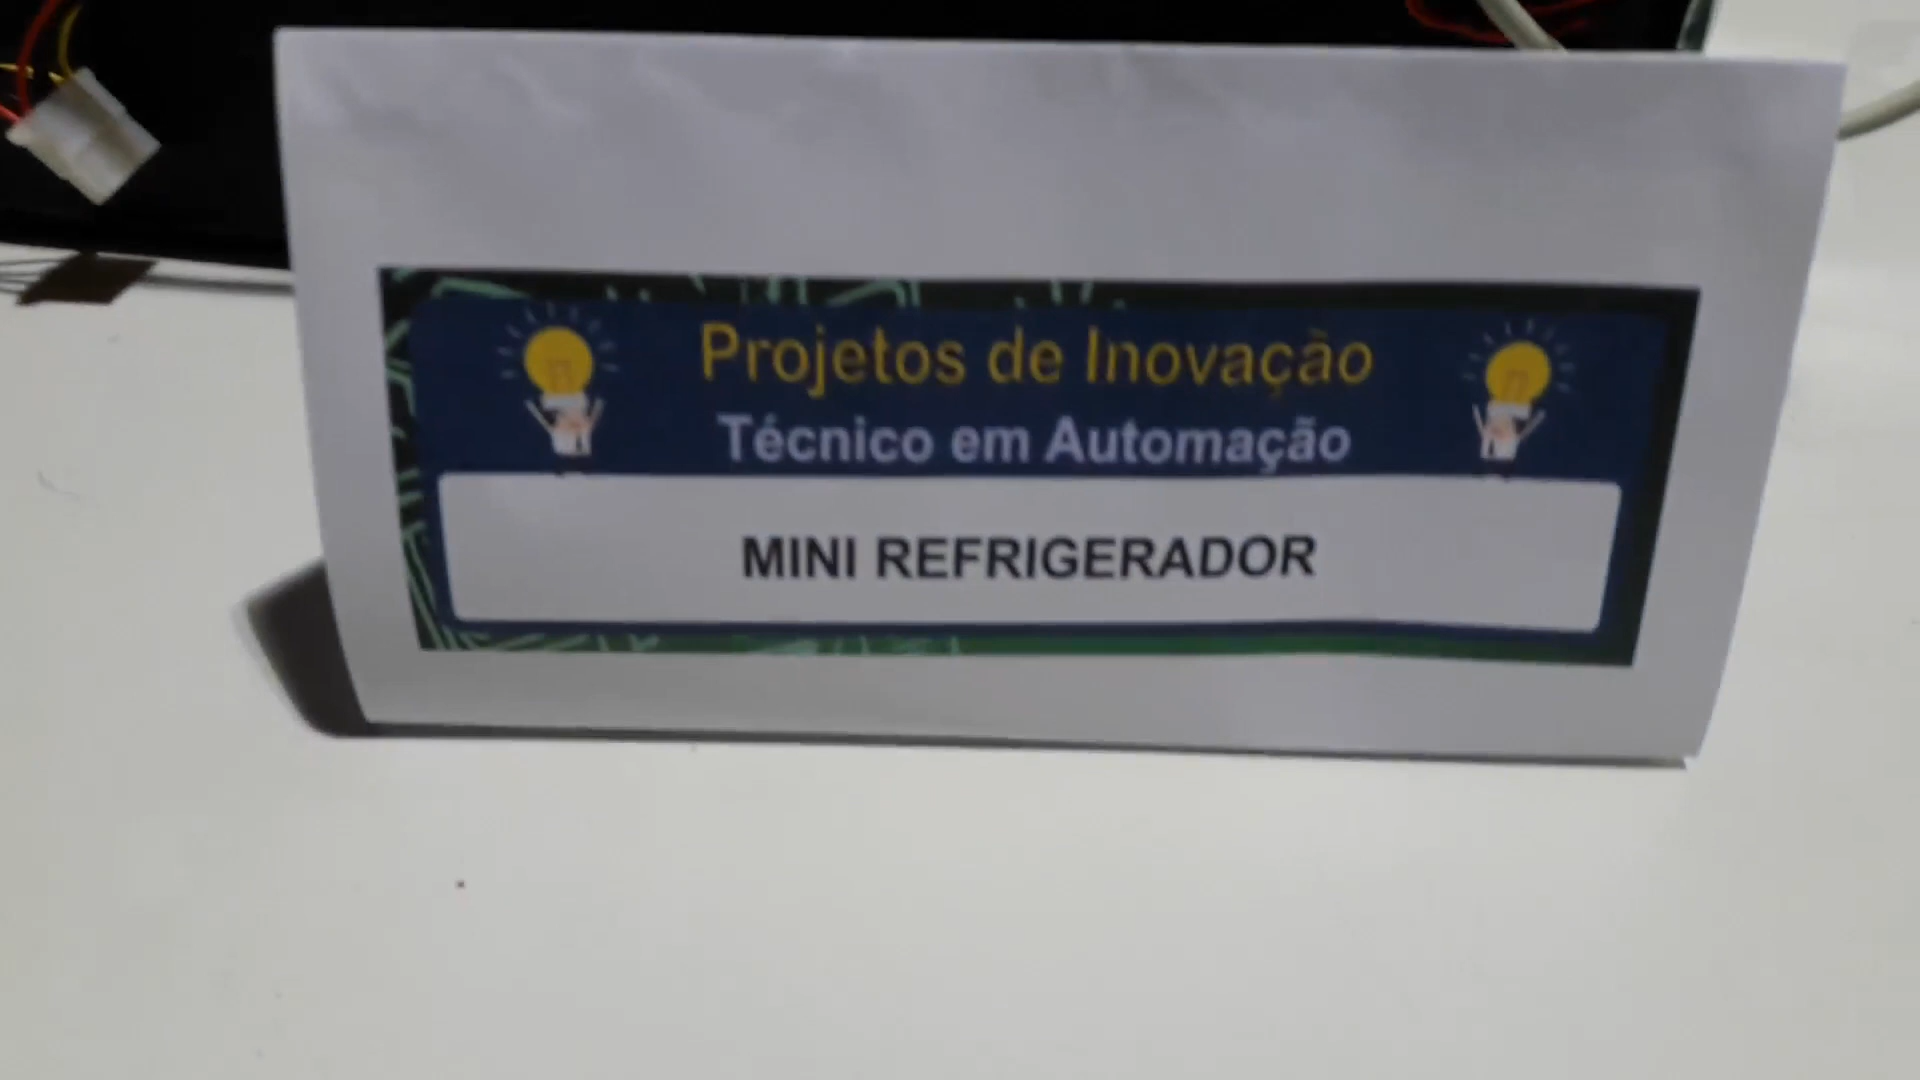 Projetos de Inovação
Técnico em Automação
MINI REFRIGERADOR